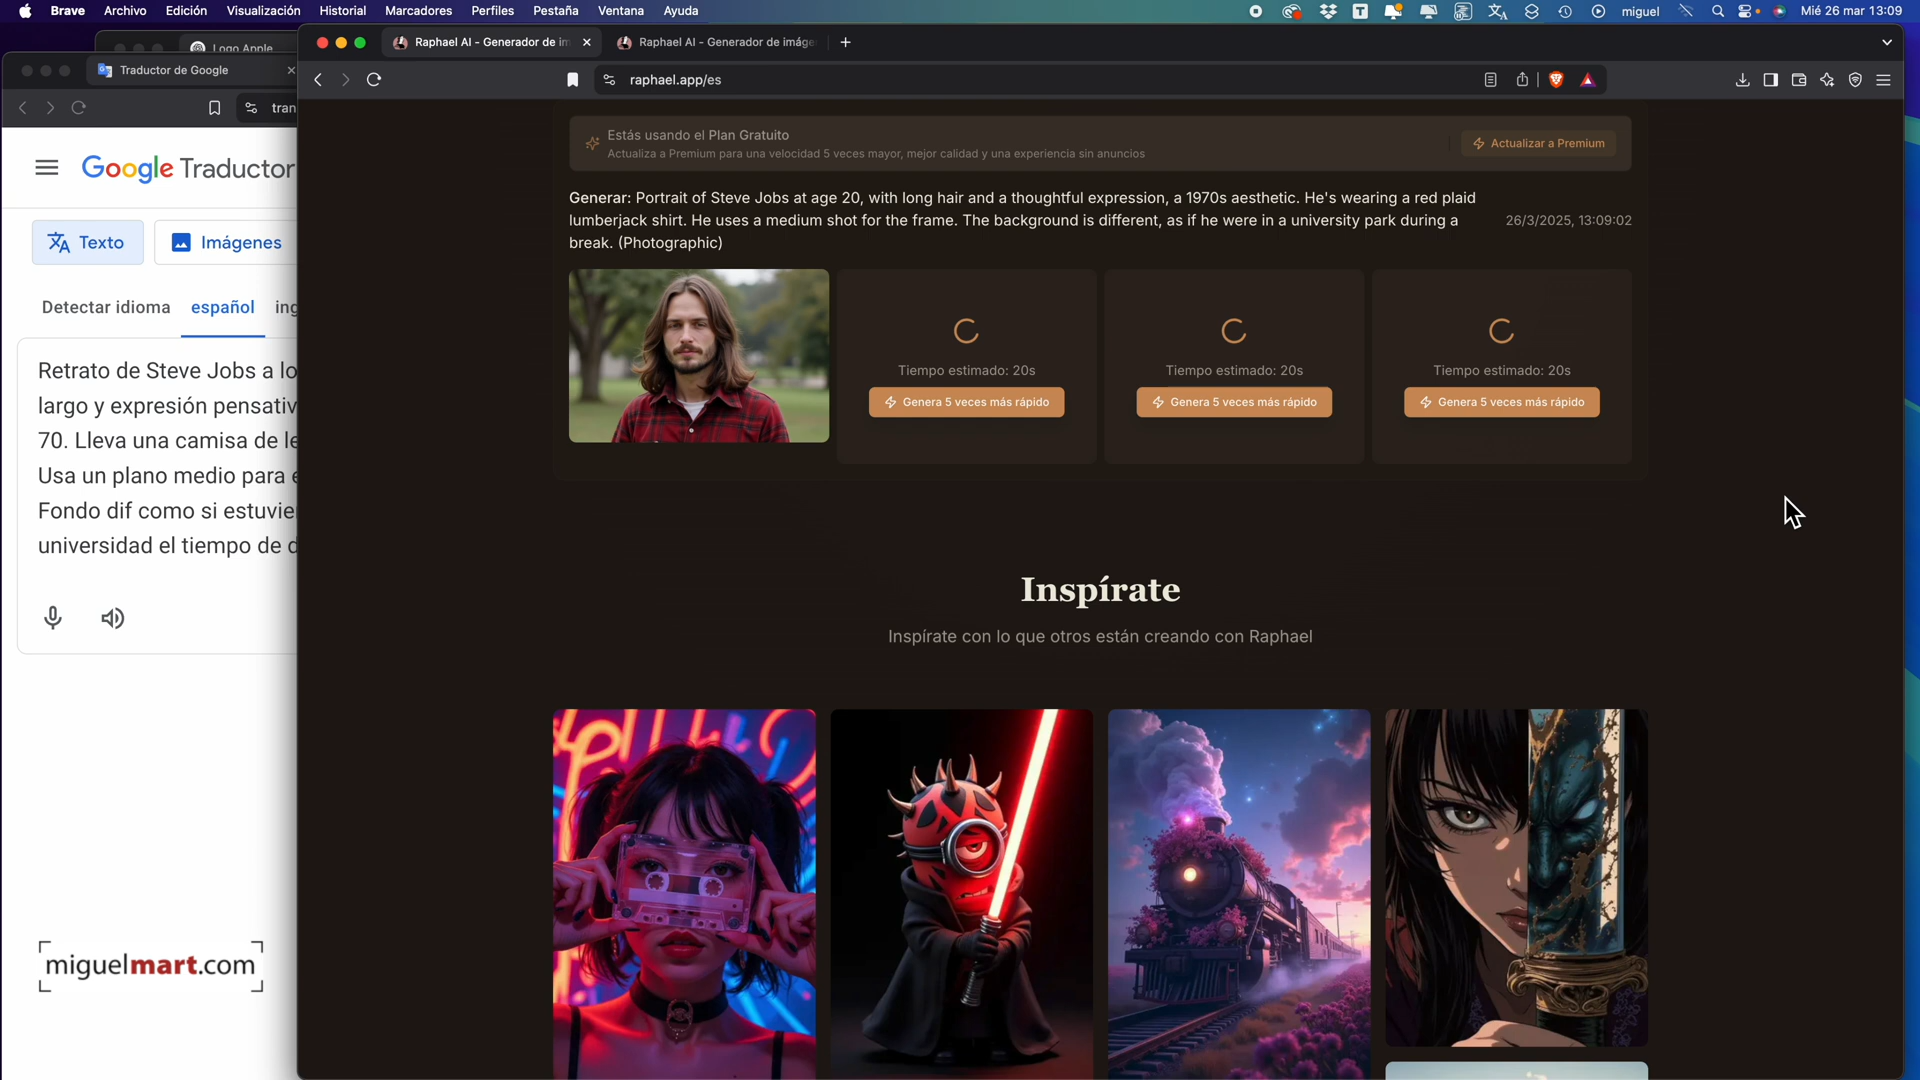 Brave Archivo Edición Visualización Historial Marcadores Perfiles Pestaña Ventana Ayuda
miguel Mié 26 mar 13:09
Logo Apple
Traductor de Google
tran
Google Traductor
Texto Imágenes
Detectar idioma español
Retrato de Steve Jobs a lo
largo y expresión pensativ
70. Lleva una camisa de le
Usa un plano medio para e
Fondo dif como si estuvie
universidad el tiempo de d
miguelmart.com
Raphael AI - Generador de im
Raphael AI - Generador de imáge
raphael.app/es
Estás usando el Plan Gratuito
Actualiza a Premium para una velocidad 5 veces mayor, mejor calidad y una experiencia sin anuncios
Actualizar a Premium
Generar: Portrait of Steve Jobs at age 20, with long hair and a thoughtful expression, a 1970s aesthetic. He's wearing a red plaid
lumberjack shirt. He uses a medium shot for the frame. The background is different, as if he were in a university park during a
break. (Photographic)
26/3/2025, 13:09:02
Tiempo estimado: 20s Tiempo estimado: 20s Tiempo estimado: 20s
Genera 5 veces más rápido Genera 5 veces más rápido Genera 5 veces más rápido
Inspírate
Inspírate con lo que otros están creando con Raphael